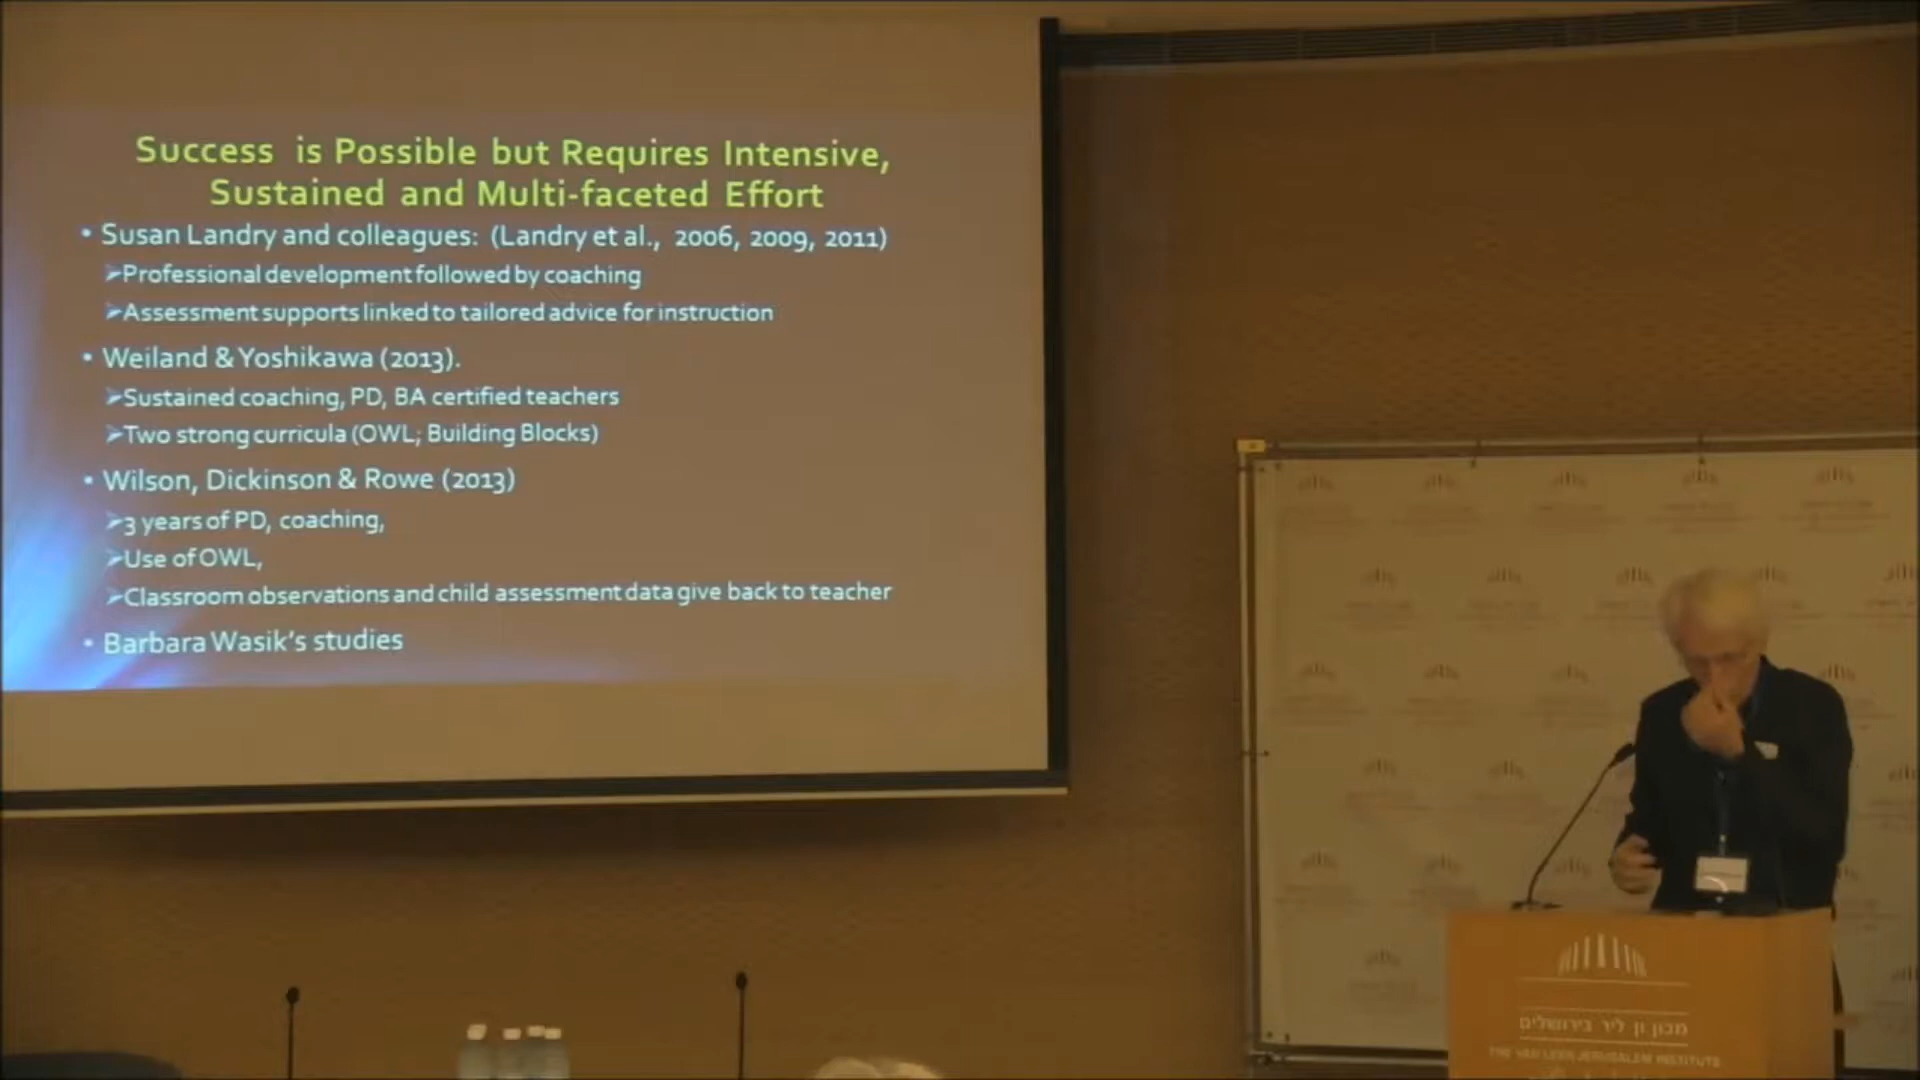 Success is Possible but Requires Intensive,
Sustained and Multi-faceted Effort
• Susan Landry and colleagues: (Landry et al., 2006, 2009, 2011)
➢Professional development followed by coaching
➢Assessment supports linked to tailored advice for instruction
• Weiland & Yoshikawa (2013).
➢Sustained coaching, PD, BA certified teachers
➢Two strong curricula (OWL; Building Blocks)
• Wilson, Dickinson & Rowe (2013)
➢3 years of PD, coaching,
➢Use of OWL,
➢Classroom observations and child assessment data give back to teacher
• Barbara Wasik's studies
מכון ון ליר בירושלים
THE VAN LEER JERUSALEM INSTITUTE